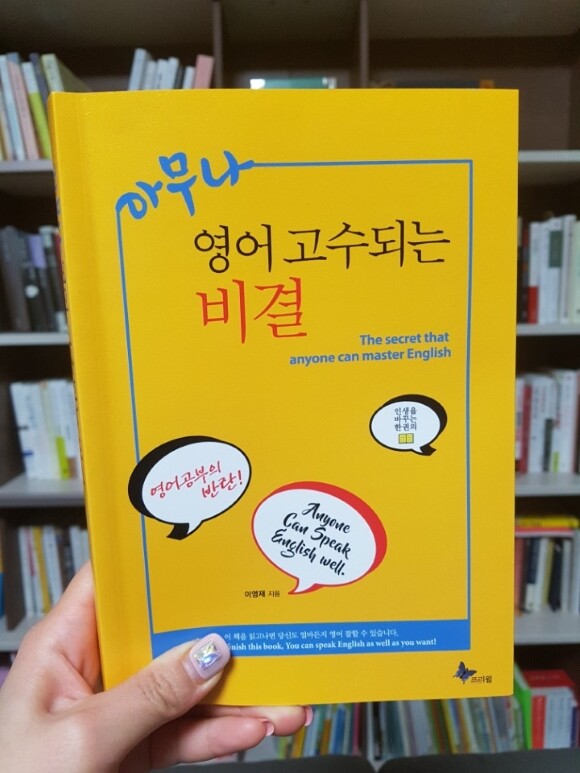 아무나
영어 고수되는
비결
The secret that
anyone can master English
인생을
바꾸는
한권의
영어공부의
반란!
Anyone
Can Speak
English well.
이영재 지음
이 책을 읽고나면 당신도 얼마든지 영어 잘할 수 있습니다.
this book, You can speak English as well as you want!
프리윌